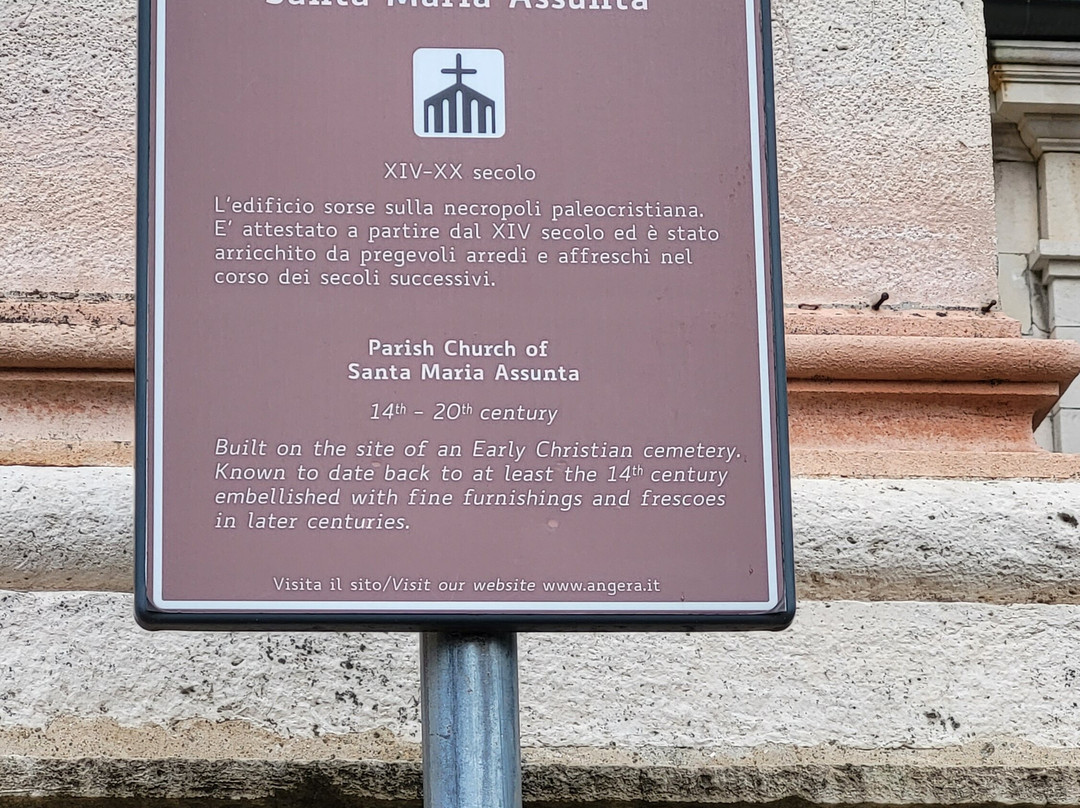 Santa Maria Assunta
XIV-XX secolo
L'edificio sorse sulla necropoli paleocristiana.
E' attestato a partire dal XIV secolo ed è stato
arricchito da pregevoli arredi e affreschi nel
corso dei secoli successivi.
Parish Church of
Santa Maria Assunta
14th - 20th century
Built on the site of an Early Christian cemetery.
Known to date back to at least the 14th century
embellished with fine furnishings and frescoes
in later centuries.
Visita il sito/Visit our website www.angera.it